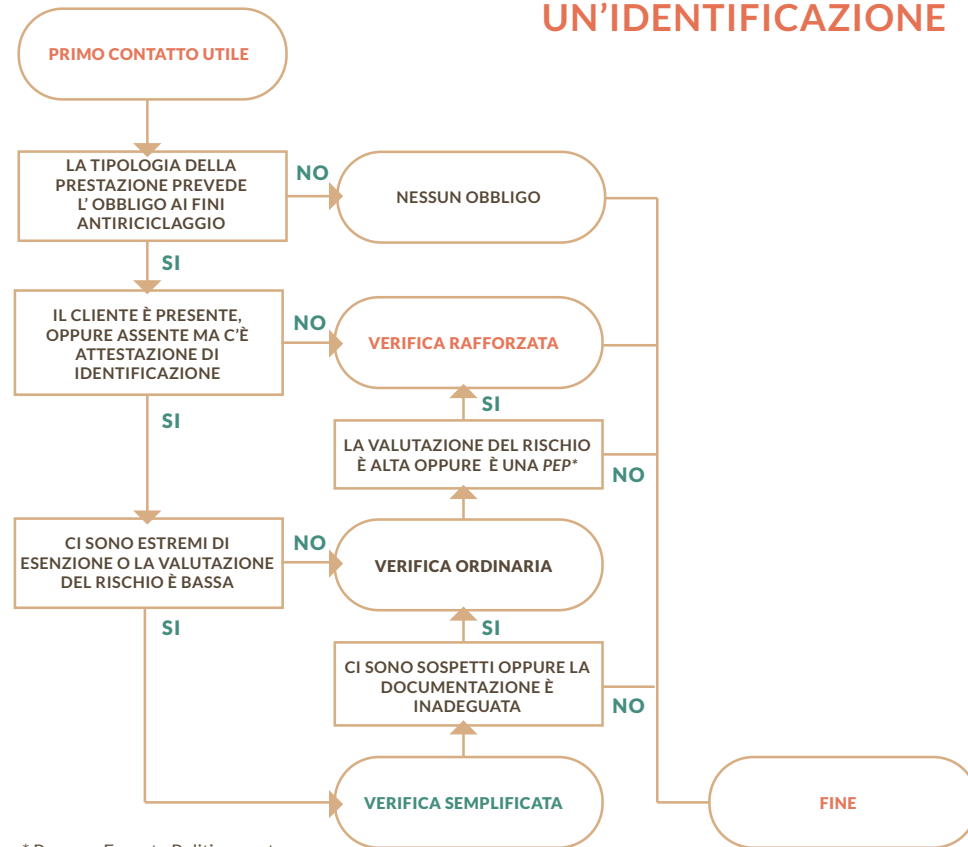 UN'IDENTIFICAZIONE
PRIMO CONTATTO UTILE
LA TIPOLOGIA DELLA
PRESTAZIONE PREVEDE
L' OBBLIGO AI FINI
ANTIRICICLAGGIO
NO
NESSUN OBBLIGO
SI
IL CLIENTE È PRESENTE,
OPPURE ASSENTE MA C'È
ATTESTAZIONE DI
IDENTIFICAZIONE
NO
VERIFICA RAFFORZATA
SI
SI
LA VALUTAZIONE DEL RISCHIO
È ALTA OPPURE È UNA PEP*
NO
CI SONO ESTREMI DI
ESENZIONE O LA VALUTAZIONE
DEL RISCHIO È BASSA
NO
VERIFICA ORDINARIA
SI
SI
CI SONO SOSPETTI OPPURE LA
DOCUMENTAZIONE È
INADEGUATA
NO
VERIFICA SEMPLIFICATA
FINE